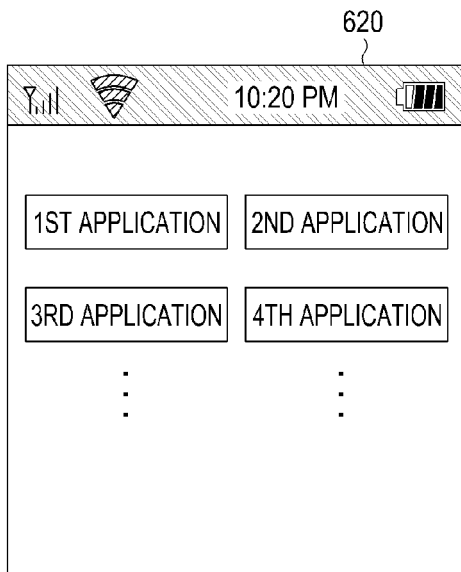 620
10:20 PM
1ST APPLICATION 2ND APPLICATION
3RD APPLICATION 4TH APPLICATION